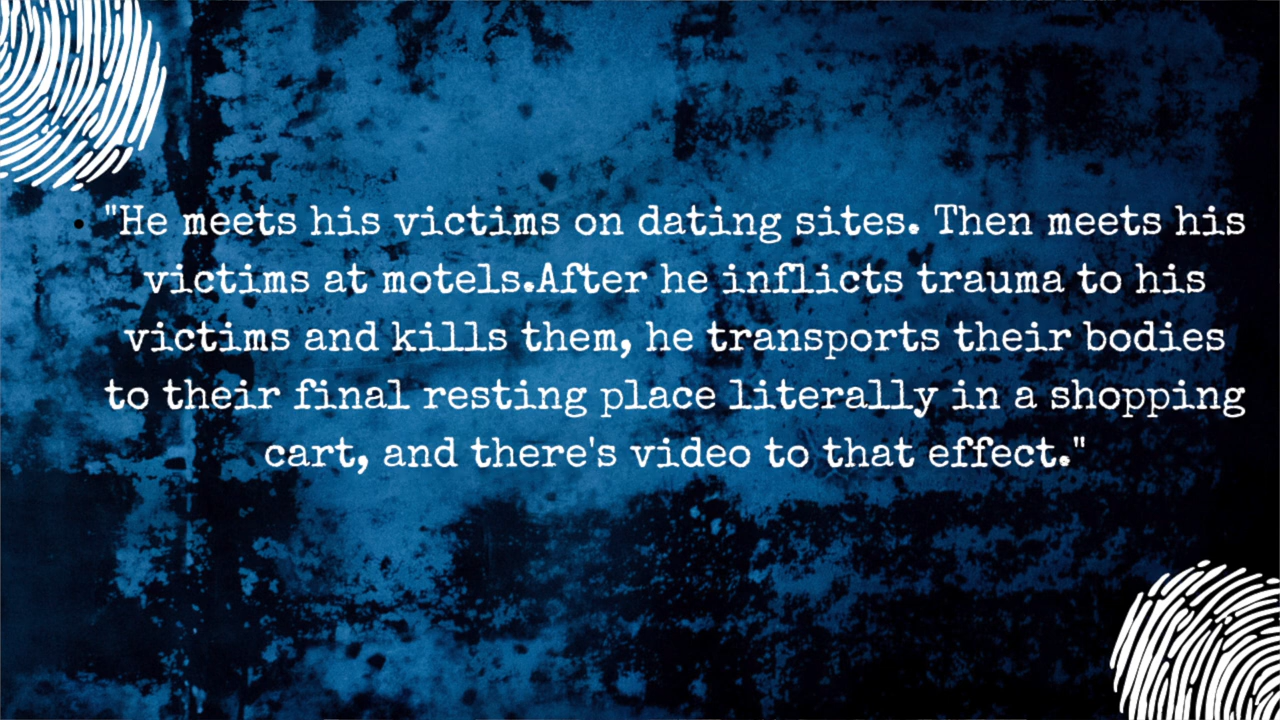 • "He meets his victims on dating sites. Then meets his
victims at motels.After he inflicts trauma to his
victims and kills them, he transports their bodies
to their final resting place literally in a shopping
cart, and there's video to that effect."